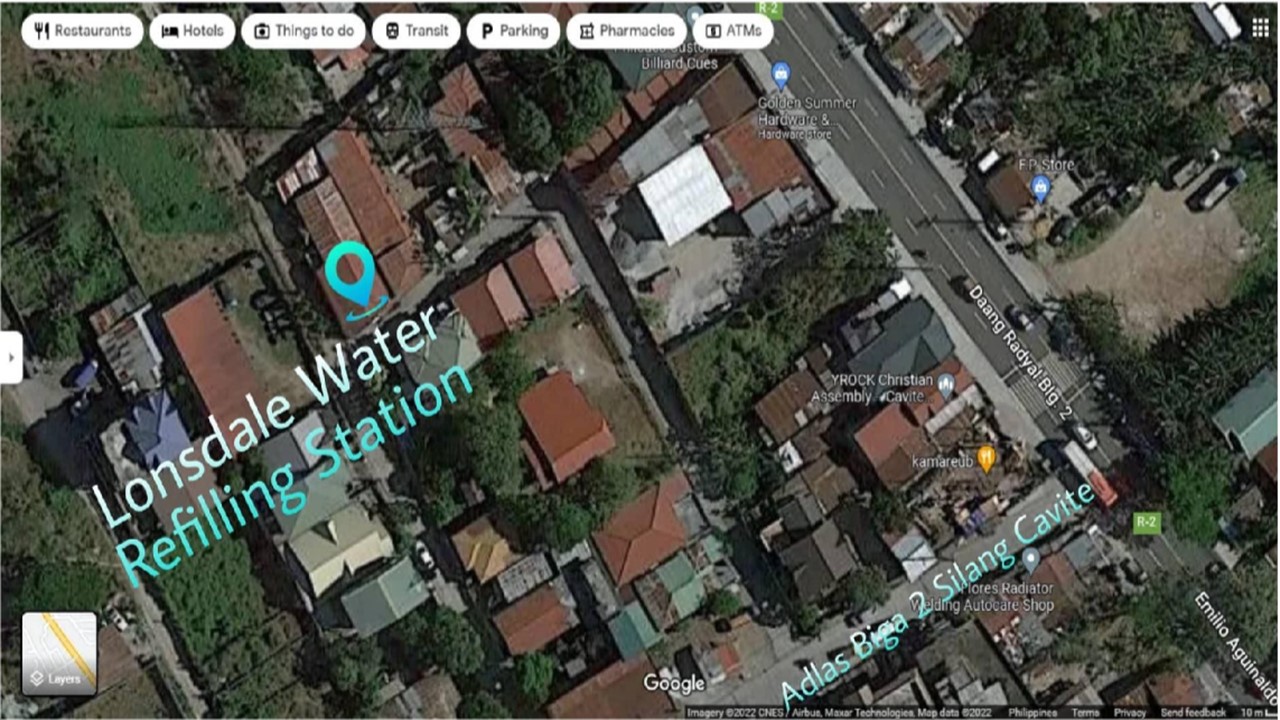 Restaurants
Hotels
Things to do
Transit
Parking
Pharmacies
ATMs
R-2
Custom
Billiard Cues
Golden Summer
Hardware &...
Hardware store
F.P Store
Daang Radyal Blg. 2
Lonsdale Water
Refilling Station
YROCK Christian
Assembly - Cavite
kamareub
R-2
Adlas Biga 2 Silang Cavite
Flores Radiator
Welding Autocare Shop
Emilio Aguinaldo
Layers
Google
Imagery ©2022 CNES / Airbus, Maxar Technologies, Map data ©2022
Philippines
Terms
Privacy
Send feedback
10 m